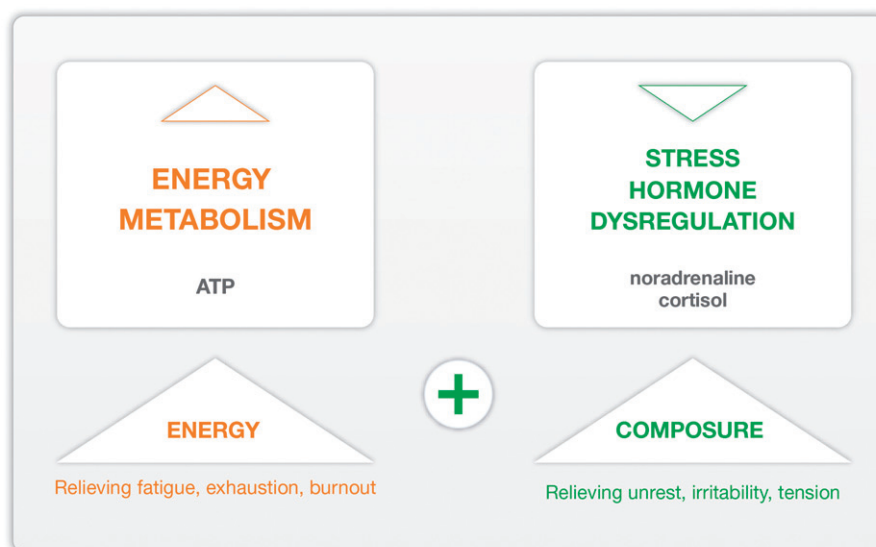 ENERGY
METABOLISM
ATP
ENERGY
Relieving fatigue, exhaustion, burnout
+
STRESS
HORMONE
DYSREGULATION
noradrenaline
cortisol
COMPOSURE
Relieving unrest, irritability, tension